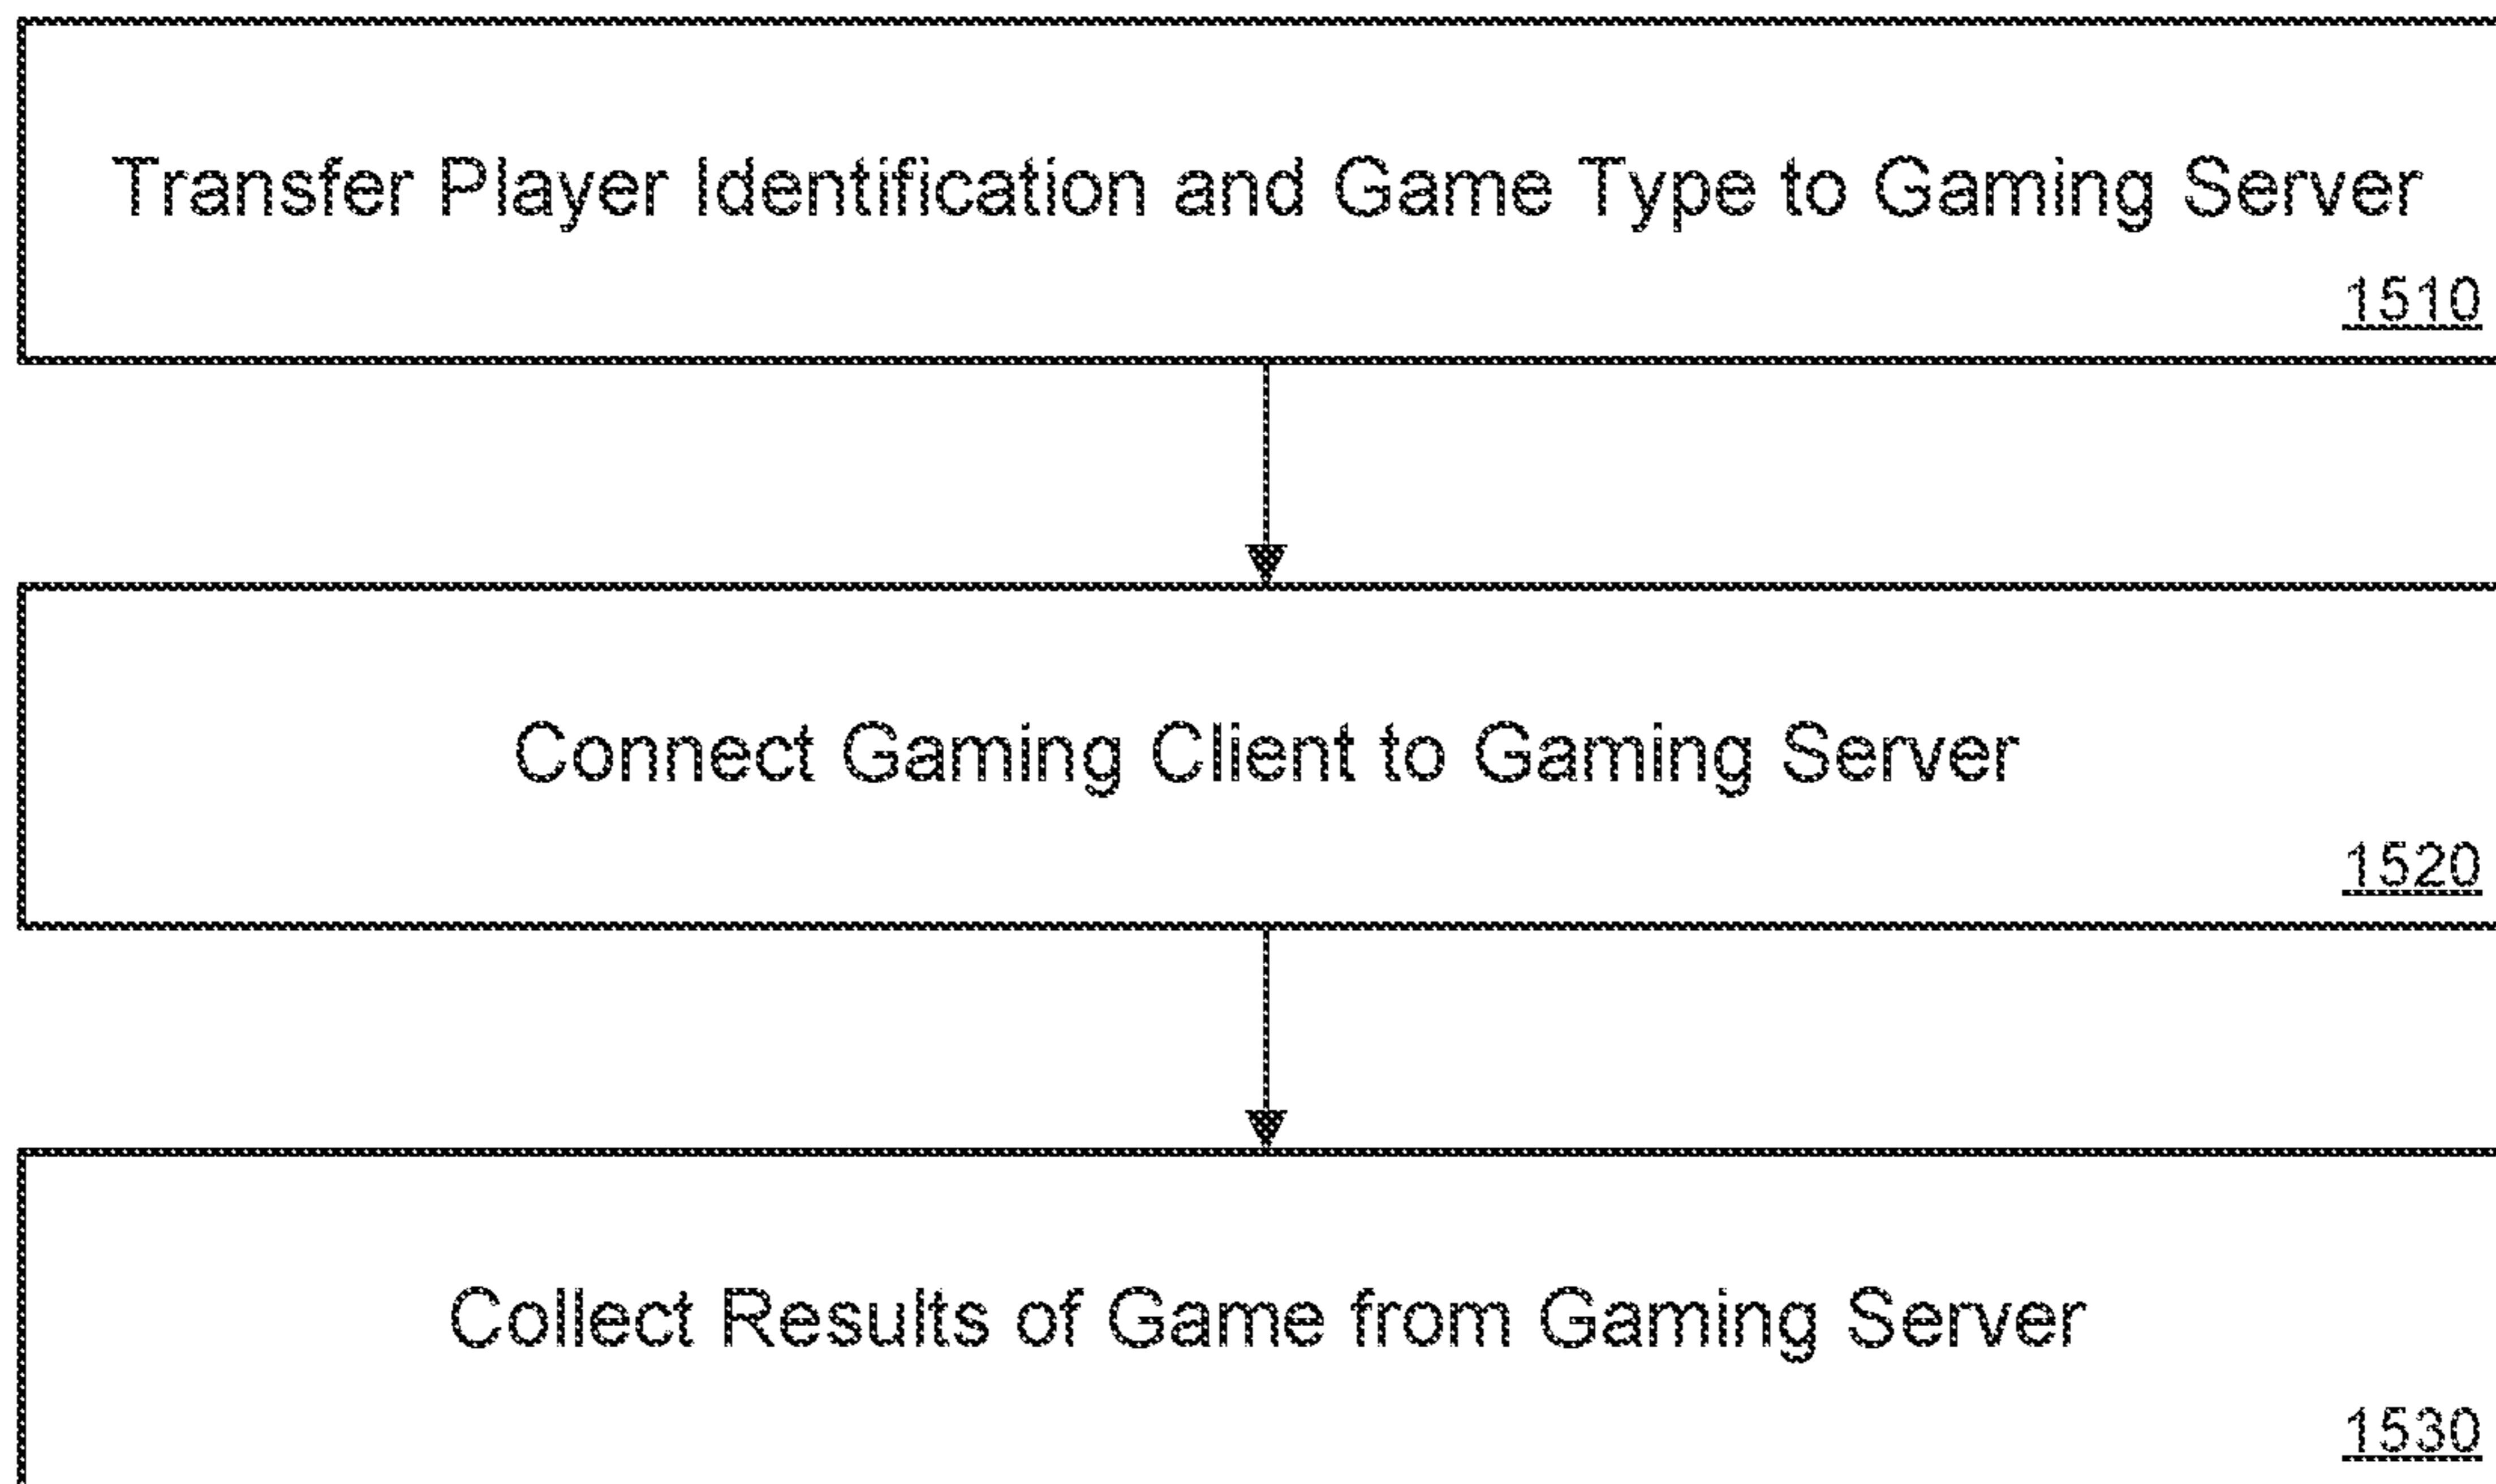 Transfer Player Identification and Game Type to Gaming Server
1510
Connect Gaming Client to Gaming Server
1520
Collect Results of Game from Gaming Server
1530